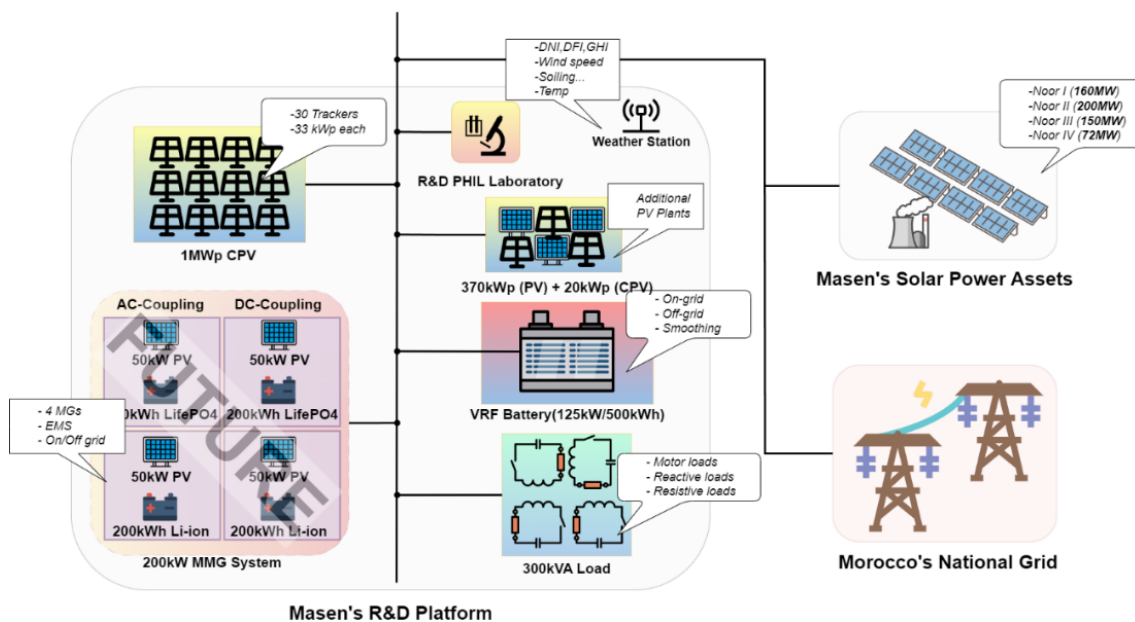 -DNI,DFI,GHI
-Wind speed
-Soiling...
-Temp
Weather Station
-30 Trackers
-33 kWp each
1MWp CPV
R&D PHIL Laboratory
Additional
PV Plants
370kWp (PV) + 20kWp (CPV)
- On-grid
- Off-grid
- Smoothing
VRF Battery(125kW/500kWh)
- Motor loads
- Reactive loads
- Resistive loads
300kVA Load
AC-Coupling
DC-Coupling
50kW PV
50kW PV
0kWh LifePO4
200kWh LifePO4
50kW PV
50kW PV
200kWh Li-ion
200kWh Li-ion
FUTURE
- 4 MGs
- EMS
- On/Off grid
200kW MMG System
Masen's R&D Platform
-Noor I (160MW)
-Noor II (200MW)
-Noor III (150MW)
-Noor IV (72MW)
Masen's Solar Power Assets
Morocco's National Grid